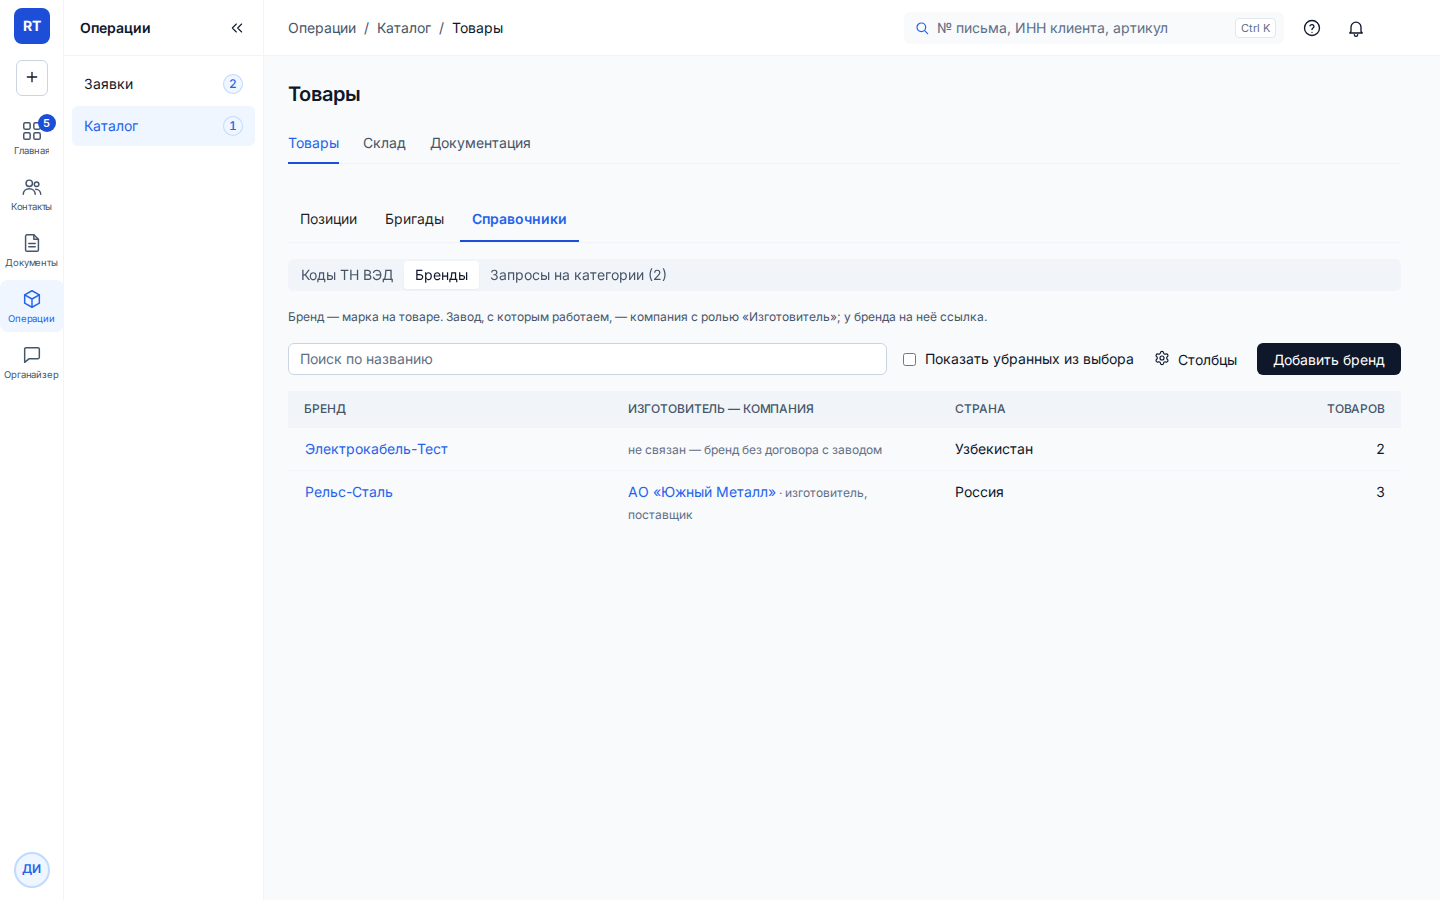 RT
Операции
Операции / Каталог / Товары
№ письма, ИНН клиента, артикул
Ctrl K
Заявки 2
Каталог 1
5
Главная
Контакты
Документы
Операции
Органайзер
ДИ
Товары
Товары Склад Документация
Позиции Бригады Справочники
Коды ТН ВЭД Бренды Запросы на категории (2)
Бренд — марка на товаре. Завод, с которым работаем, — компания с ролью «Изготовитель»; у бренда на неё ссылка.
Поиск по названию
Показать убранных из выбора
Столбцы
Добавить бренд
БРЕНД ИЗГОТОВИТЕЛЬ — КОМПАНИЯ СТРАНА ТОВАРОВ
Электрокабель-Тест не связан — бренд без договора с заводом Узбекистан 2
Рельс-Сталь АО «Южный Металл» · изготовитель, Россия 3
поставщик